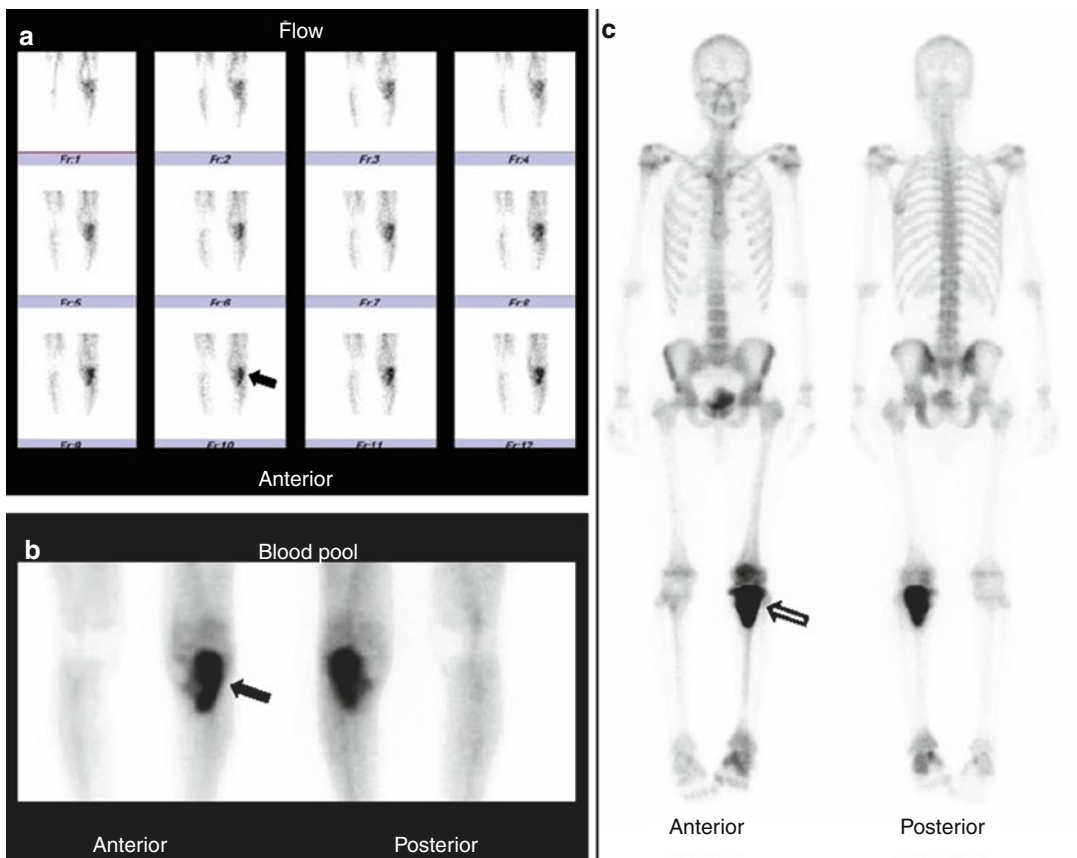 a
Flow
Fr:1
Fr:2
Fr:3
Fr:4
Fr:5
Fr:6
Fr:7
Fr:8
Fr:9
Fr:10
Fr:11
Fr:12
Anterior
b
Blood pool
Anterior
Posterior
c
Anterior
Posterior